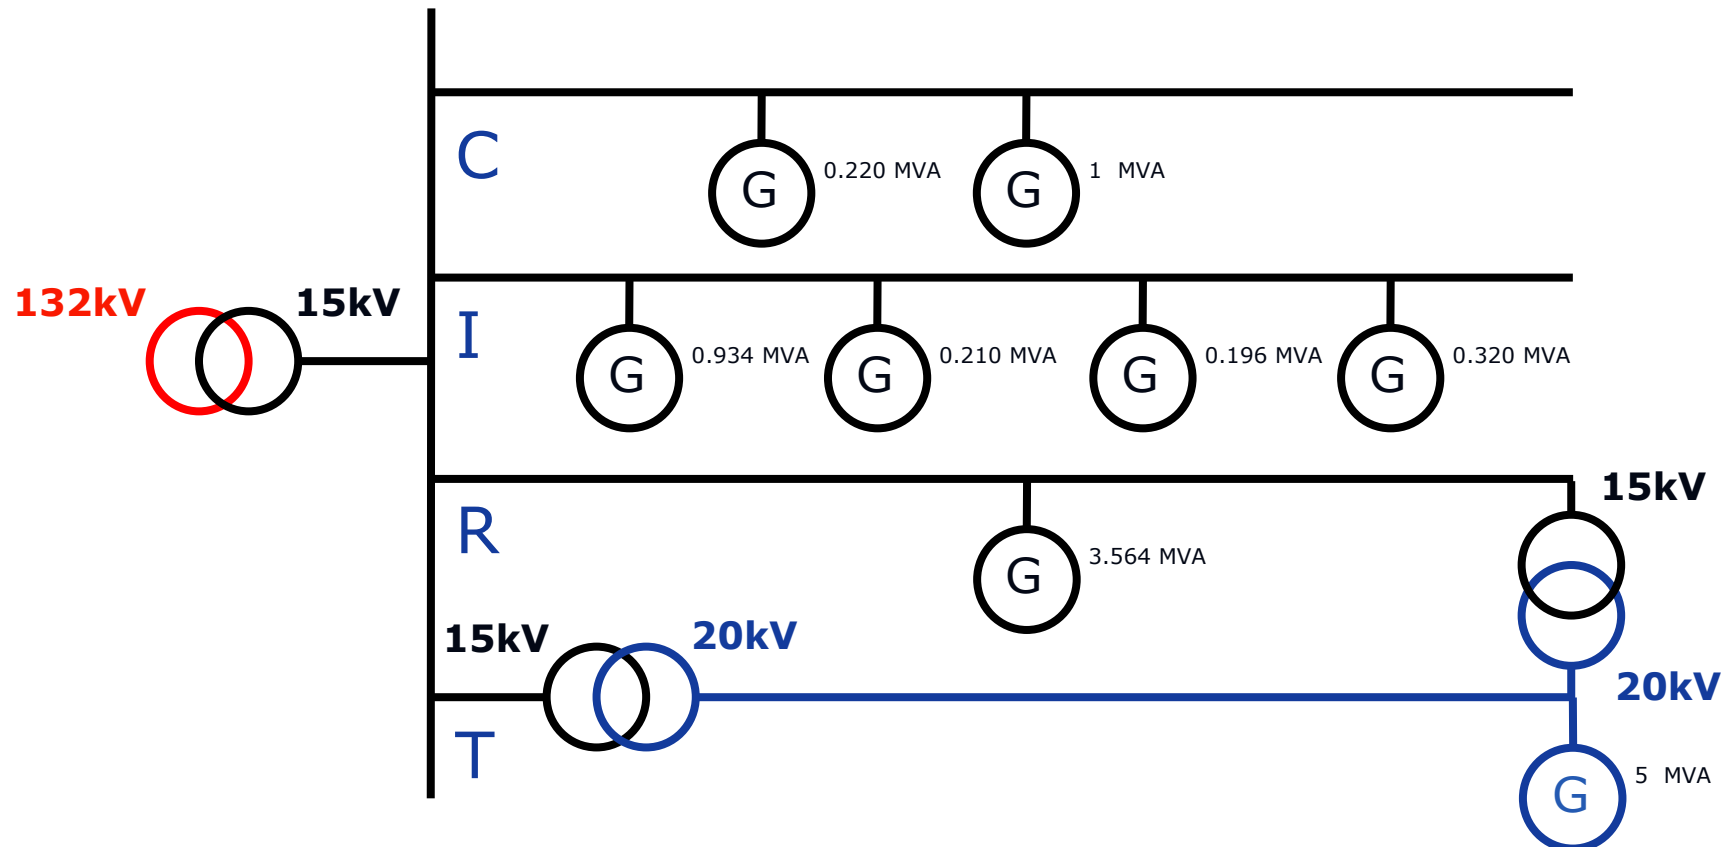 C
G
0.220 MVA
G
1 MVA
132kV
15kV
I
G
0.934 MVA
G
0.210 MVA
G
0.196 MVA
G
0.320 MVA
R
G
3.564 MVA
15kV
15kV
20kV
20kV
T
G
5 MVA